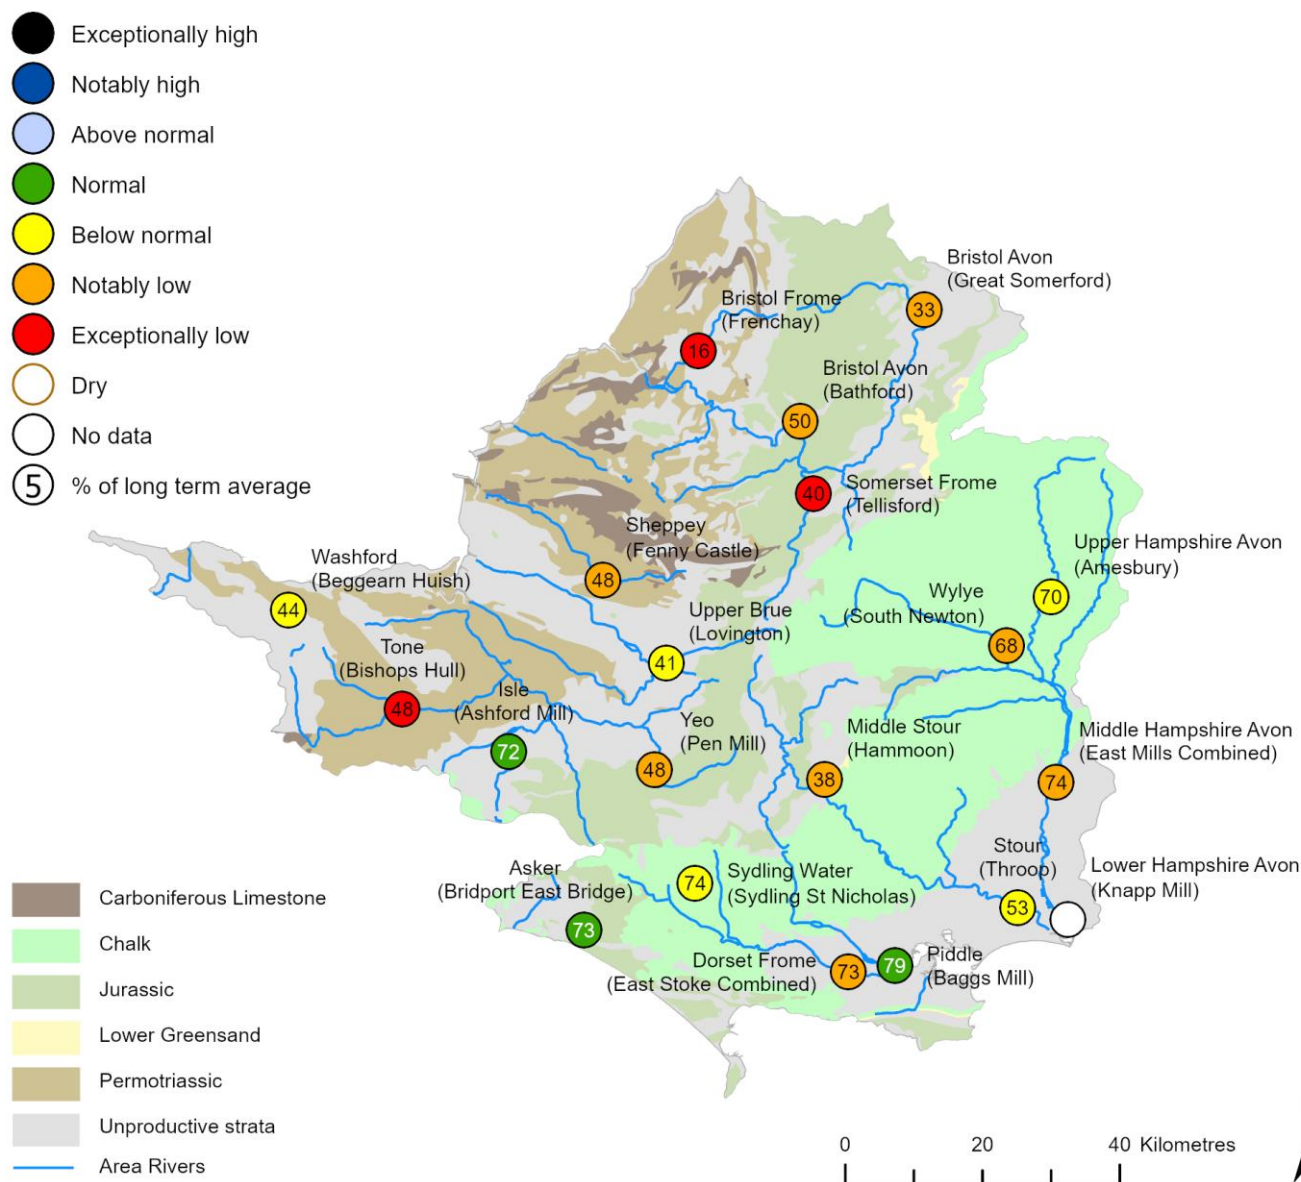 Exceptionally high
Notably high
Above normal
Normal
Below normal
Notably low
Exceptionally low
Dry
No data
5 % of long term average
Bristol Avon
(Great Somerford)
33
Bristol Frome
(Frenchay)
16
Bristol Avon
(Bathford)
50
Somerset Frome
(Tellisford)
40
Sheppey
(Fenny Castle)
48
Washford
(Beggearn Huish)
44
Upper Hampshire Avon
(Amesbury)
70
Wylye
(South Newton)
68
Upper Brue
(Lovington)
41
Tone
(Bishops Hull)
48
Isle
(Ashford Mill)
72
Yeo
(Pen Mill)
48
Middle Stour
(Hammoon)
38
Middle Hampshire Avon
(East Mills Combined)
74
Stour
(Throop)
53
Lower Hampshire Avon
(Knapp Mill)
Asker
(Bridport East Bridge)
73
Sydling Water
(Sydling St Nicholas)
74
Dorset Frome
(East Stoke Combined)
73
Piddle
(Baggs Mill)
79
Carboniferous Limestone
Chalk
Jurassic
Lower Greensand
Permotriassic
Unproductive strata
Area Rivers
0 20 40 Kilometres